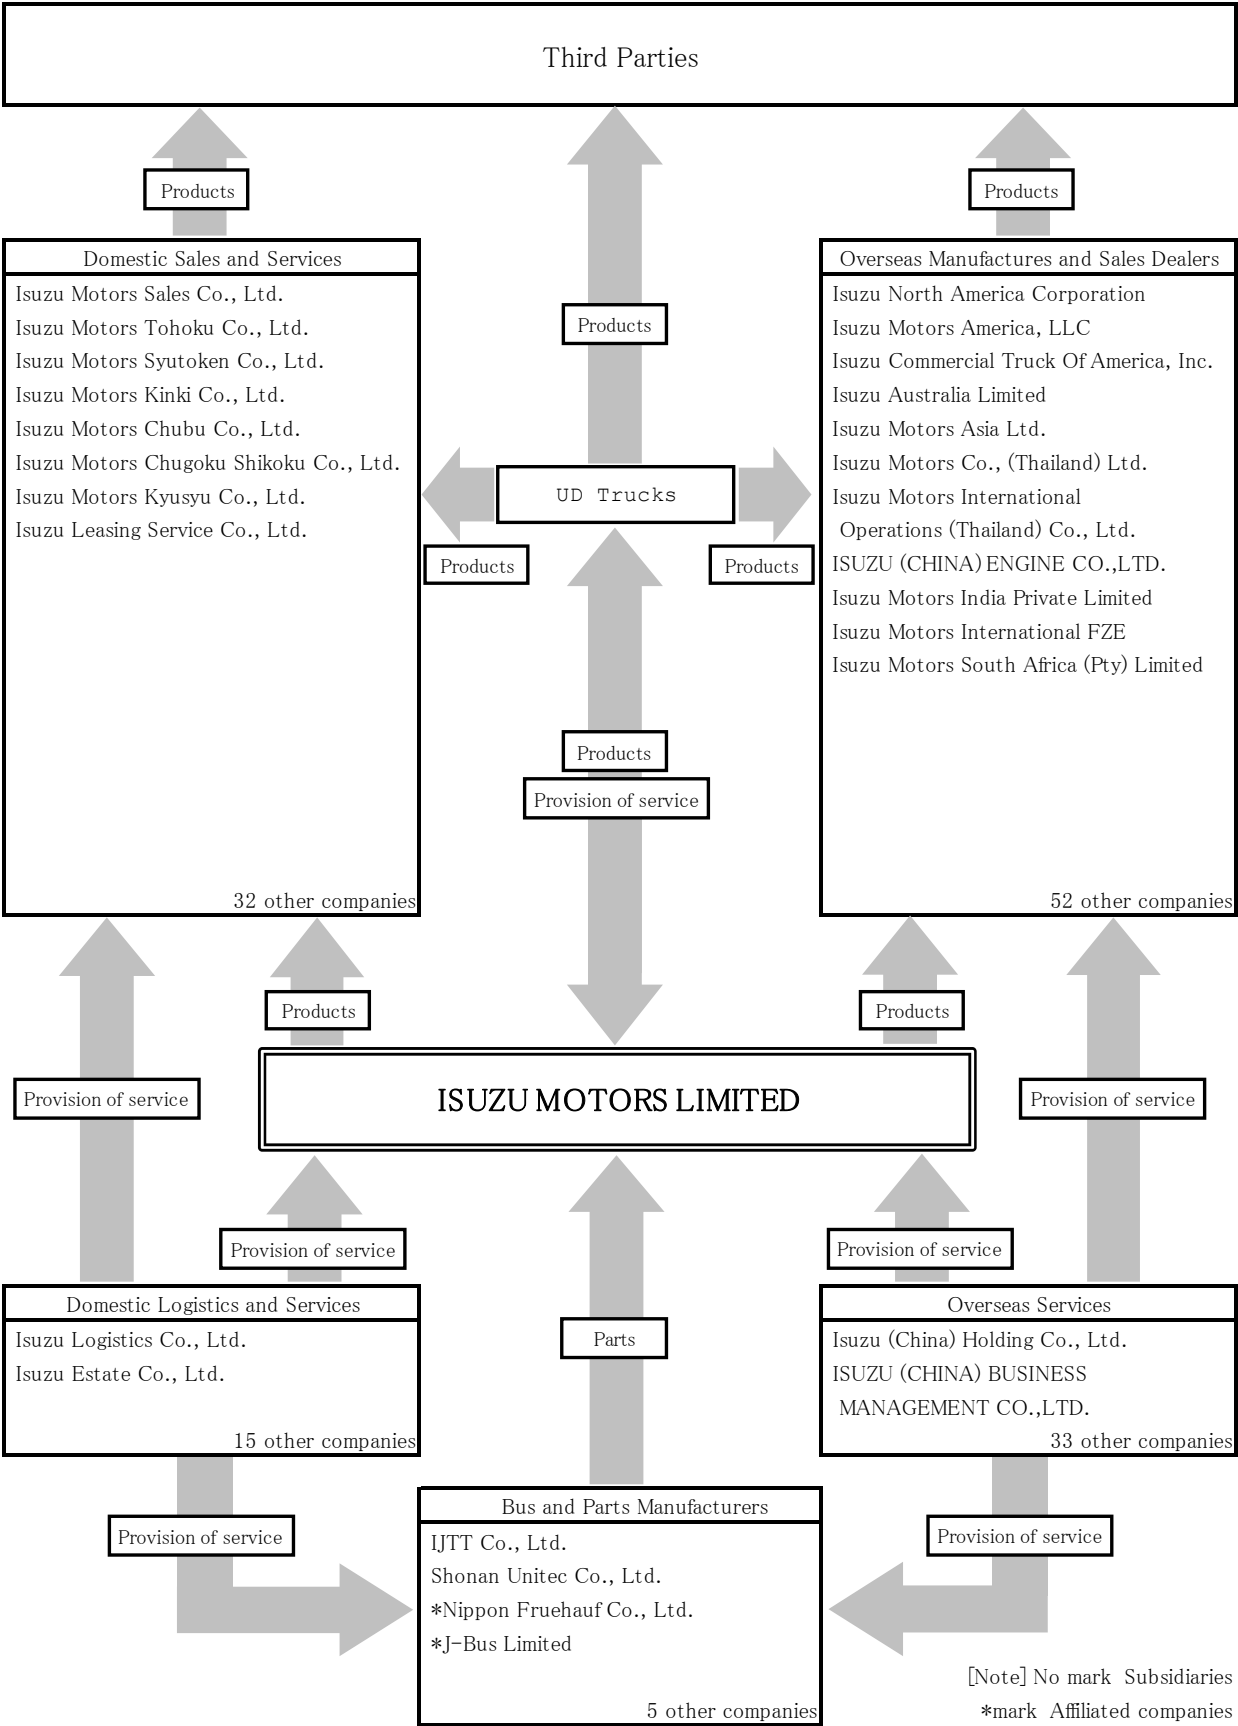 Third Parties
Products
Products
Domestic Sales and Services
Isuzu Motors Sales Co., Ltd.
Isuzu Motors Tohoku Co., Ltd.
Isuzu Motors Syutoken Co., Ltd.
Isuzu Motors Kinki Co., Ltd.
Isuzu Motors Chubu Co., Ltd.
Isuzu Motors Chugoku Shikoku Co., Ltd.
Isuzu Motors Kyusyu Co., Ltd.
Isuzu Leasing Service Co., Ltd.
32 other companies
Products
UD Trucks
Products
Products
Products
Provision of service
Overseas Manufactures and Sales Dealers
Isuzu North America Corporation
Isuzu Motors America, LLC
Isuzu Commercial Truck Of America, Inc.
Isuzu Australia Limited
Isuzu Motors Asia Ltd.
Isuzu Motors Co., (Thailand) Ltd.
Isuzu Motors International
Operations (Thailand) Co., Ltd.
ISUZU (CHINA) ENGINE CO.,LTD.
Isuzu Motors India Private Limited
Isuzu Motors International FZE
Isuzu Motors South Africa (Pty) Limited
52 other companies
Products
Products
Provision of service
ISUZU MOTORS LIMITED
Provision of service
Provision of service
Provision of service
Domestic Logistics and Services
Isuzu Logistics Co., Ltd.
Isuzu Estate Co., Ltd.
15 other companies
Parts
Overseas Services
Isuzu (China) Holding Co., Ltd.
ISUZU (CHINA) BUSINESS
MANAGEMENT CO.,LTD.
33 other companies
Provision of service
Bus and Parts Manufacturers
IJTT Co., Ltd.
Shonan Unitec Co., Ltd.
*Nippon Fruehauf Co., Ltd.
*J-Bus Limited
5 other companies
Provision of service
[Note] No mark Subsidiaries
*mark Affiliated companies